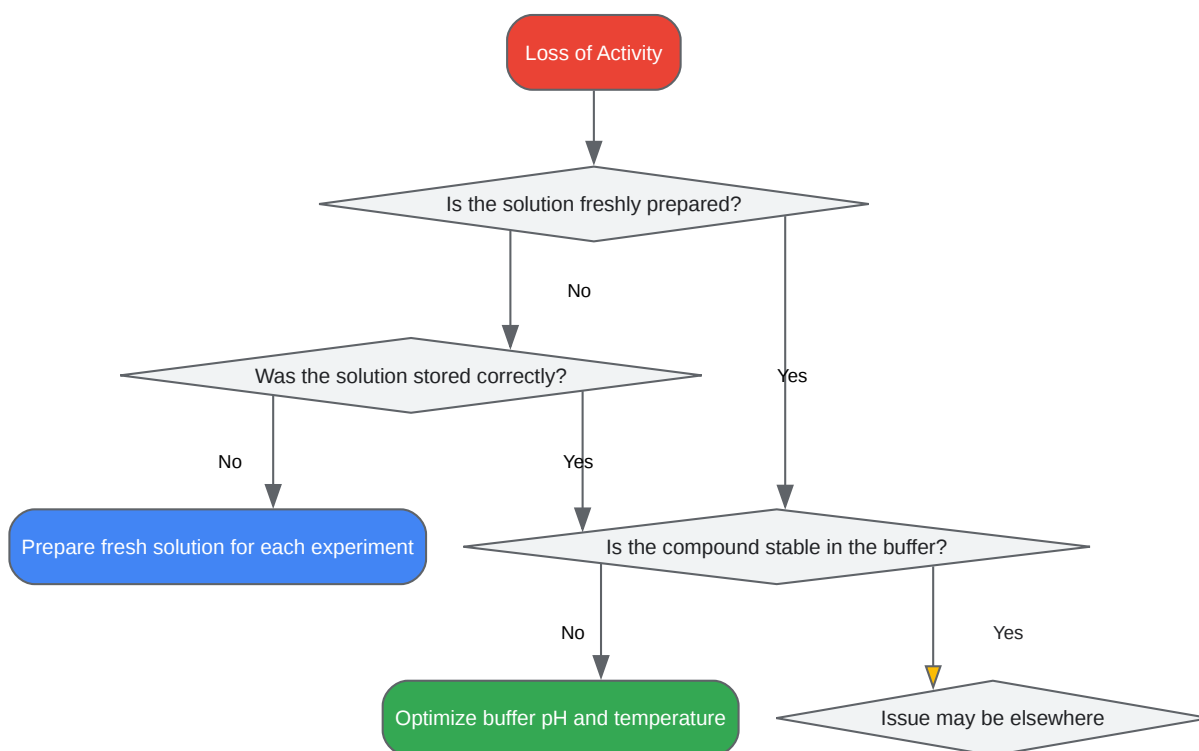 Loss of Activity
Is the solution freshly prepared?
No
Was the solution stored correctly?
Yes
No
Yes
Prepare fresh solution for each experiment
Is the compound stable in the buffer?
No
Yes
Optimize buffer pH and temperature
Issue may be elsewhere